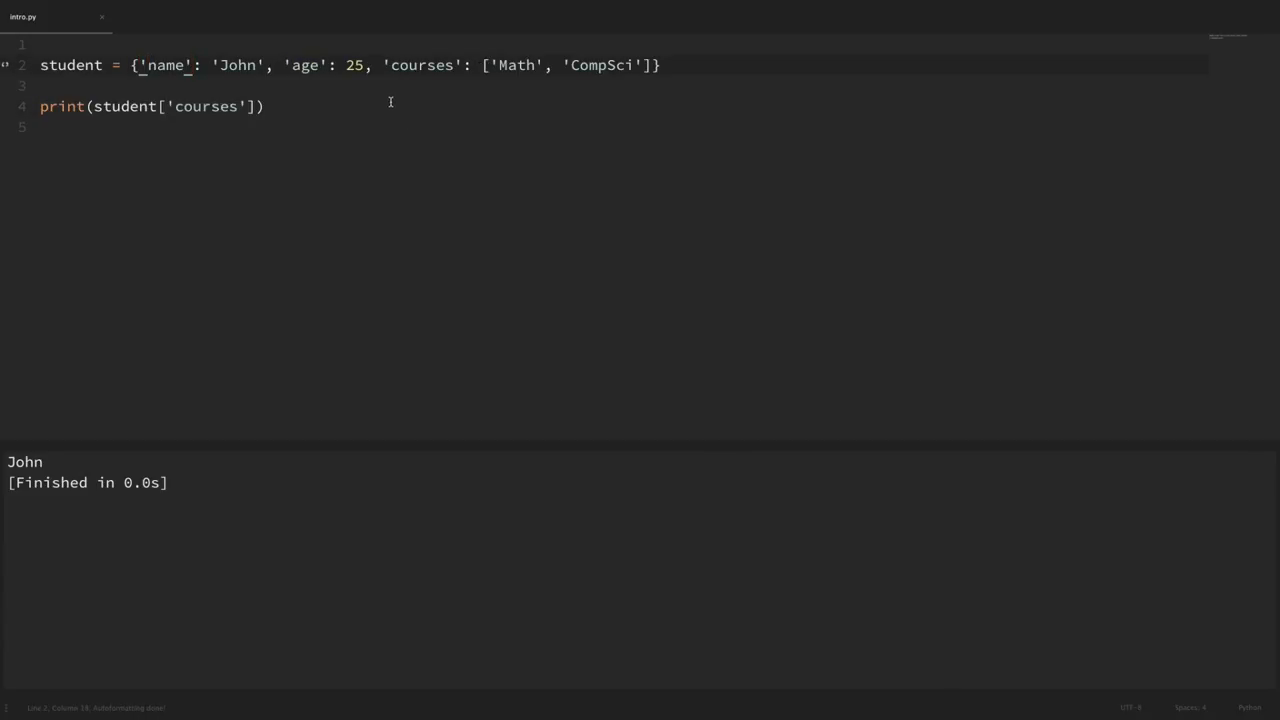 intro.py ×
1
2 student = {'name': 'John', 'age': 25, 'courses': ['Math', 'CompSci']}
3
4 print(student['courses'])
5
John
[Finished in 0.0s]
Line 2, Column 13; Autoformatting done! UTF-8 Spaces: 4 Python